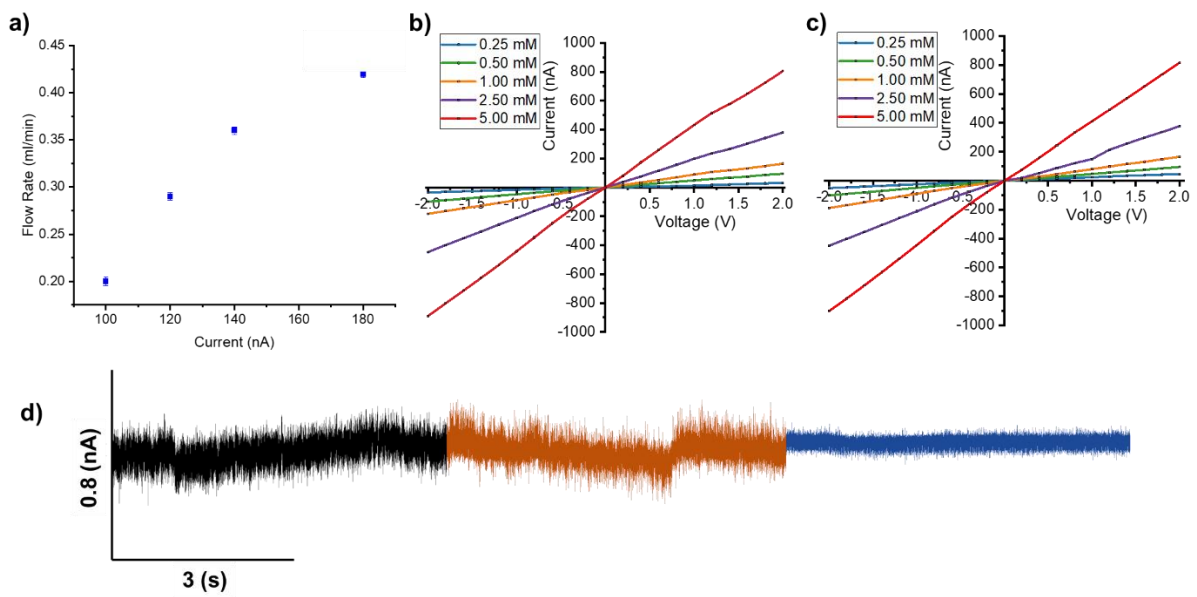 a)
0.45
0.40
0.35
0.30
0.25
0.20
Flow Rate (ml/min)
100
120
140
160
180
Current (nA)
b)
0.25 mM
0.50 mM
1.00 mM
2.50 mM
5.00 mM
1000
800
600
400
200
-200
-400
-600
-800
-1000
Current (nA)
-2.0
-1.5
-1.0
0.5
0.5
1.0
1.5
2.0
Voltage (V)
c)
0.25 mM
0.50 mM
1.00 mM
2.50 mM
5.00 mM
1000
800
600
400
200
-200
-400
-600
-800
-1000
Current (nA)
-2.0
-1.5
-1.0
0.5
0.5
1.0
1.5
2.0
Voltage (V)
d)
0.8 (nA)
3 (s)